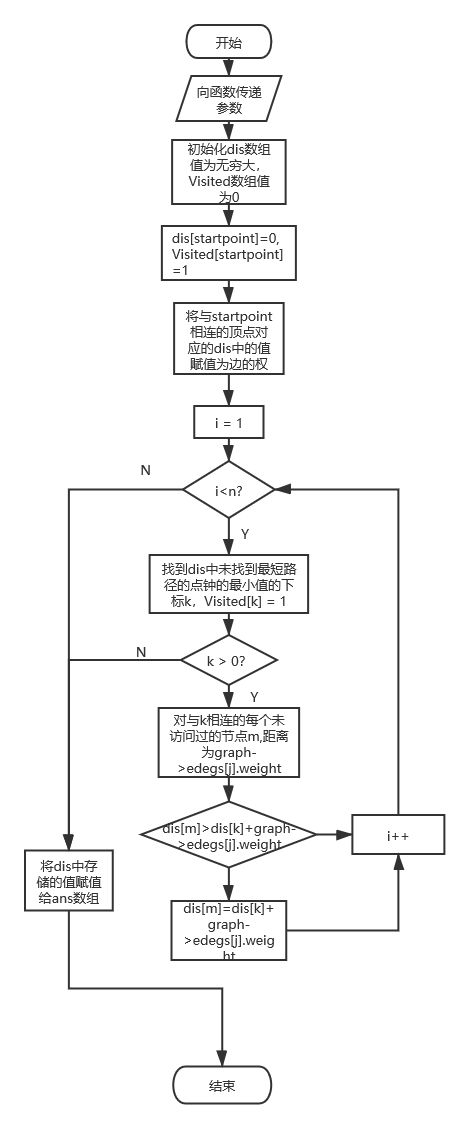 开始
向函数传递
参数
初始化dis数组
值为无穷大，
Visited数组值
为0
dis[startpoint]=0,
Visited[startpoint]
=1
将与startpoint
相连的顶点对
应的dis中的值
赋值为边的权
i = 1
N
i<n?
Y
找到dis中未找到最短路
径的点钟的最小值的下
标k，Visited[k] = 1
N
k > 0?
Y
对与k相连的每个未
访问过的节点m,距离
为graph-
>edegs[j].weight
dis[m]>dis[k]+graph-
>edegs[j].weight
i++
将dis中存
储的值赋值
给ans数组
dis[m]=dis[k]+
graph-
>edegs[j].weig
ht
结束